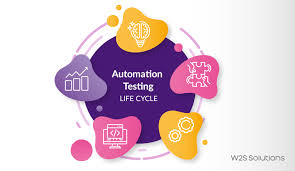 Automation
Testing
LIFE CYCLE
</>
W2S Solutions